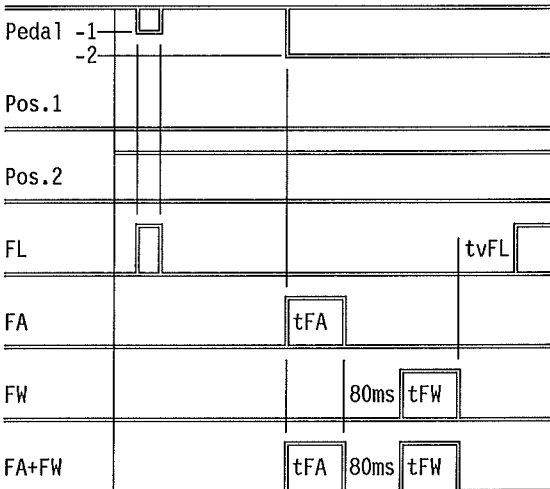 Pedal -1
-2
Pos.1
Pos.2
FL tvFL
FA tFA
FW 80ms tFW
FA+FW tFA 80ms tFW